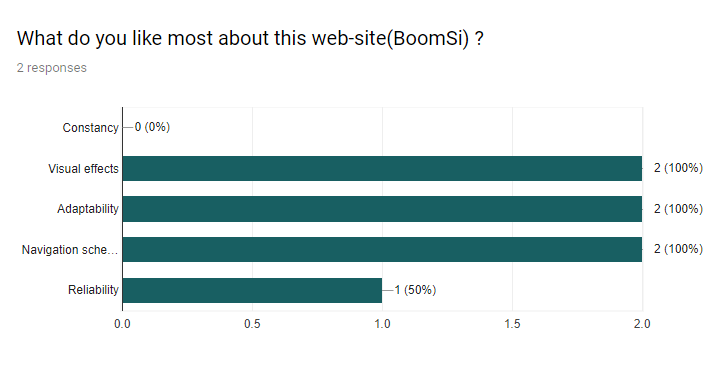 What do you like most about this web-site(BoomSi) ?
2 responses
Constancy 0 (0%)
Visual effects 2 (100%)
Adaptability 2 (100%)
Navigation sche... 2 (100%)
Reliability 1 (50%)
0.0 0.5 1.0 1.5 2.0